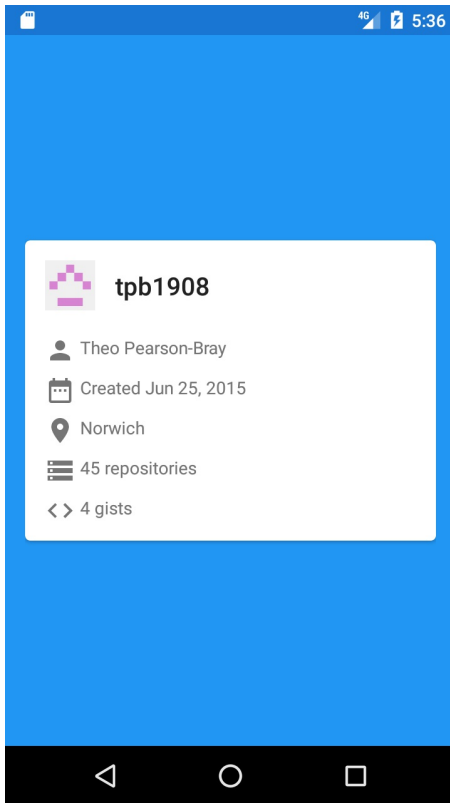 4G 5:36
tpb1908
Theo Pearson-Bray
Created Jun 25, 2015
Norwich
45 repositories
4 gists